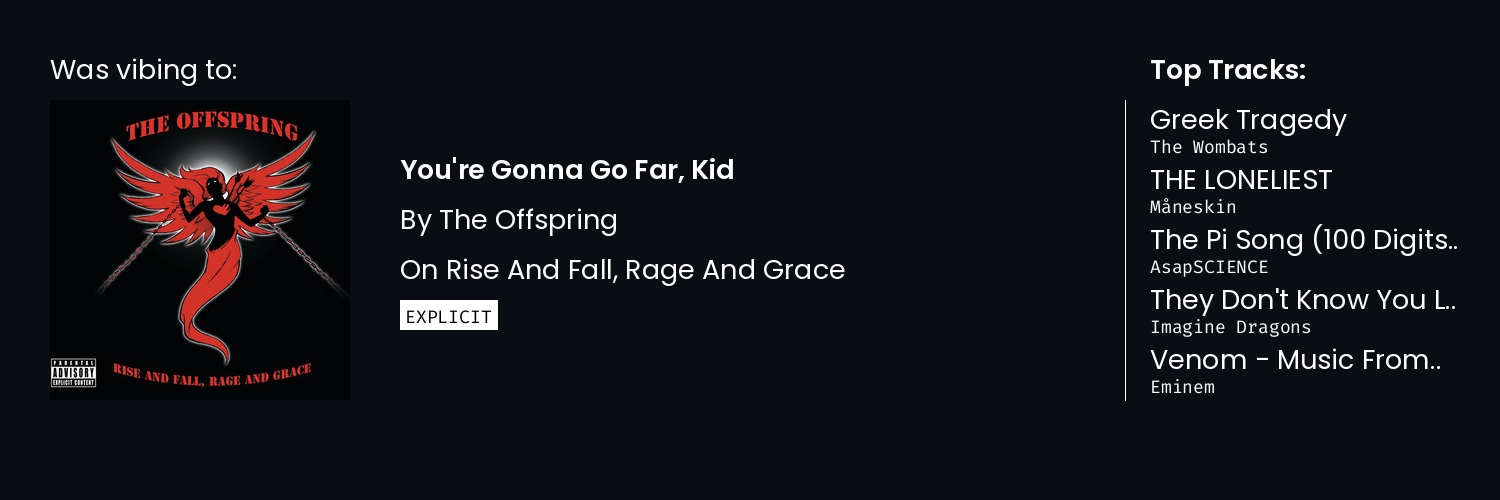 Was vibing to:
THE OFFSPRING
RISE AND FALL, RAGE AND GRACE
PARENTAL
ADVISORY
EXPLICIT CONTENT
You're Gonna Go Far, Kid
By The Offspring
On Rise And Fall, Rage And Grace
EXPLICIT
Top Tracks:
Greek Tragedy
The Wombats
THE LONELIEST
Måneskin
The Pi Song (100 Digits..
AsapSCIENCE
They Don't Know You L..
Imagine Dragons
Venom - Music From..
Eminem